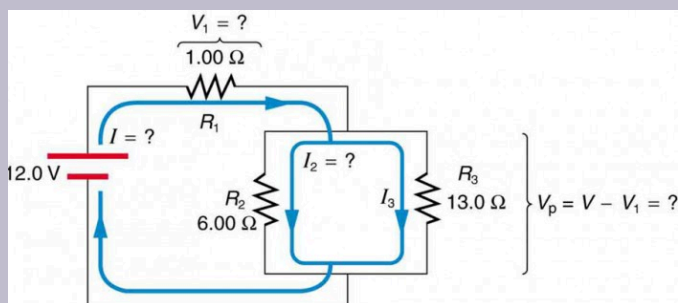 V₁ = ?
1.00 Ω
R₁
I = ?
12.0 V
I₂ = ?
R₂
6.00 Ω
I₃
R₃
13.0 Ω
Vₚ = V − V₁ = ?